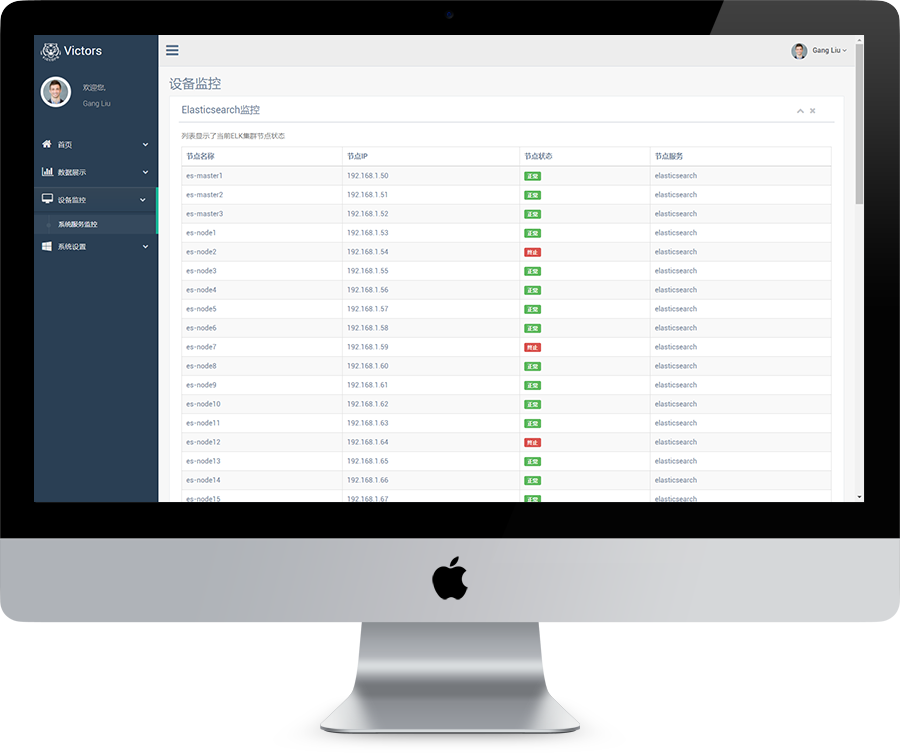 Victors
Gang Liu
欢迎您,
Gang Liu
首页
数据展示
设备监控
系统服务监控
系统设置
设备监控
Elasticsearch监控
列表显示了当前ELK集群节点状态
节点名称 节点IP 节点状态 节点服务
es-master1 192.168.1.50 正常 elasticsearch
es-master2 192.168.1.51 正常 elasticsearch
es-master3 192.168.1.52 正常 elasticsearch
es-node1 192.168.1.53 正常 elasticsearch
es-node2 192.168.1.54 终止 elasticsearch
es-node3 192.168.1.55 正常 elasticsearch
es-node4 192.168.1.56 正常 elasticsearch
es-node5 192.168.1.57 正常 elasticsearch
es-node6 192.168.1.58 正常 elasticsearch
es-node7 192.168.1.59 终止 elasticsearch
es-node8 192.168.1.60 正常 elasticsearch
es-node9 192.168.1.61 正常 elasticsearch
es-node10 192.168.1.62 正常 elasticsearch
es-node11 192.168.1.63 正常 elasticsearch
es-node12 192.168.1.64 终止 elasticsearch
es-node13 192.168.1.65 正常 elasticsearch
es-node14 192.168.1.66 正常 elasticsearch
es-node15 192.168.1.67 正常 elasticsearch